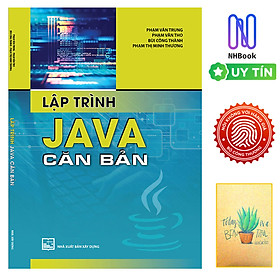 PHẠM VĂN TRUNG
PHẠM VĂN THO
BÙI CÔNG THÀNH
PHẠM THỊ MINH THƯƠNG
NHBook
UY TÍN
LẬP TRÌNH
JAVA
CĂN BẢN
LẬP TRÌNH JAVA CĂN BẢN
NHÀ XUẤT BẢN XÂY DỰNG